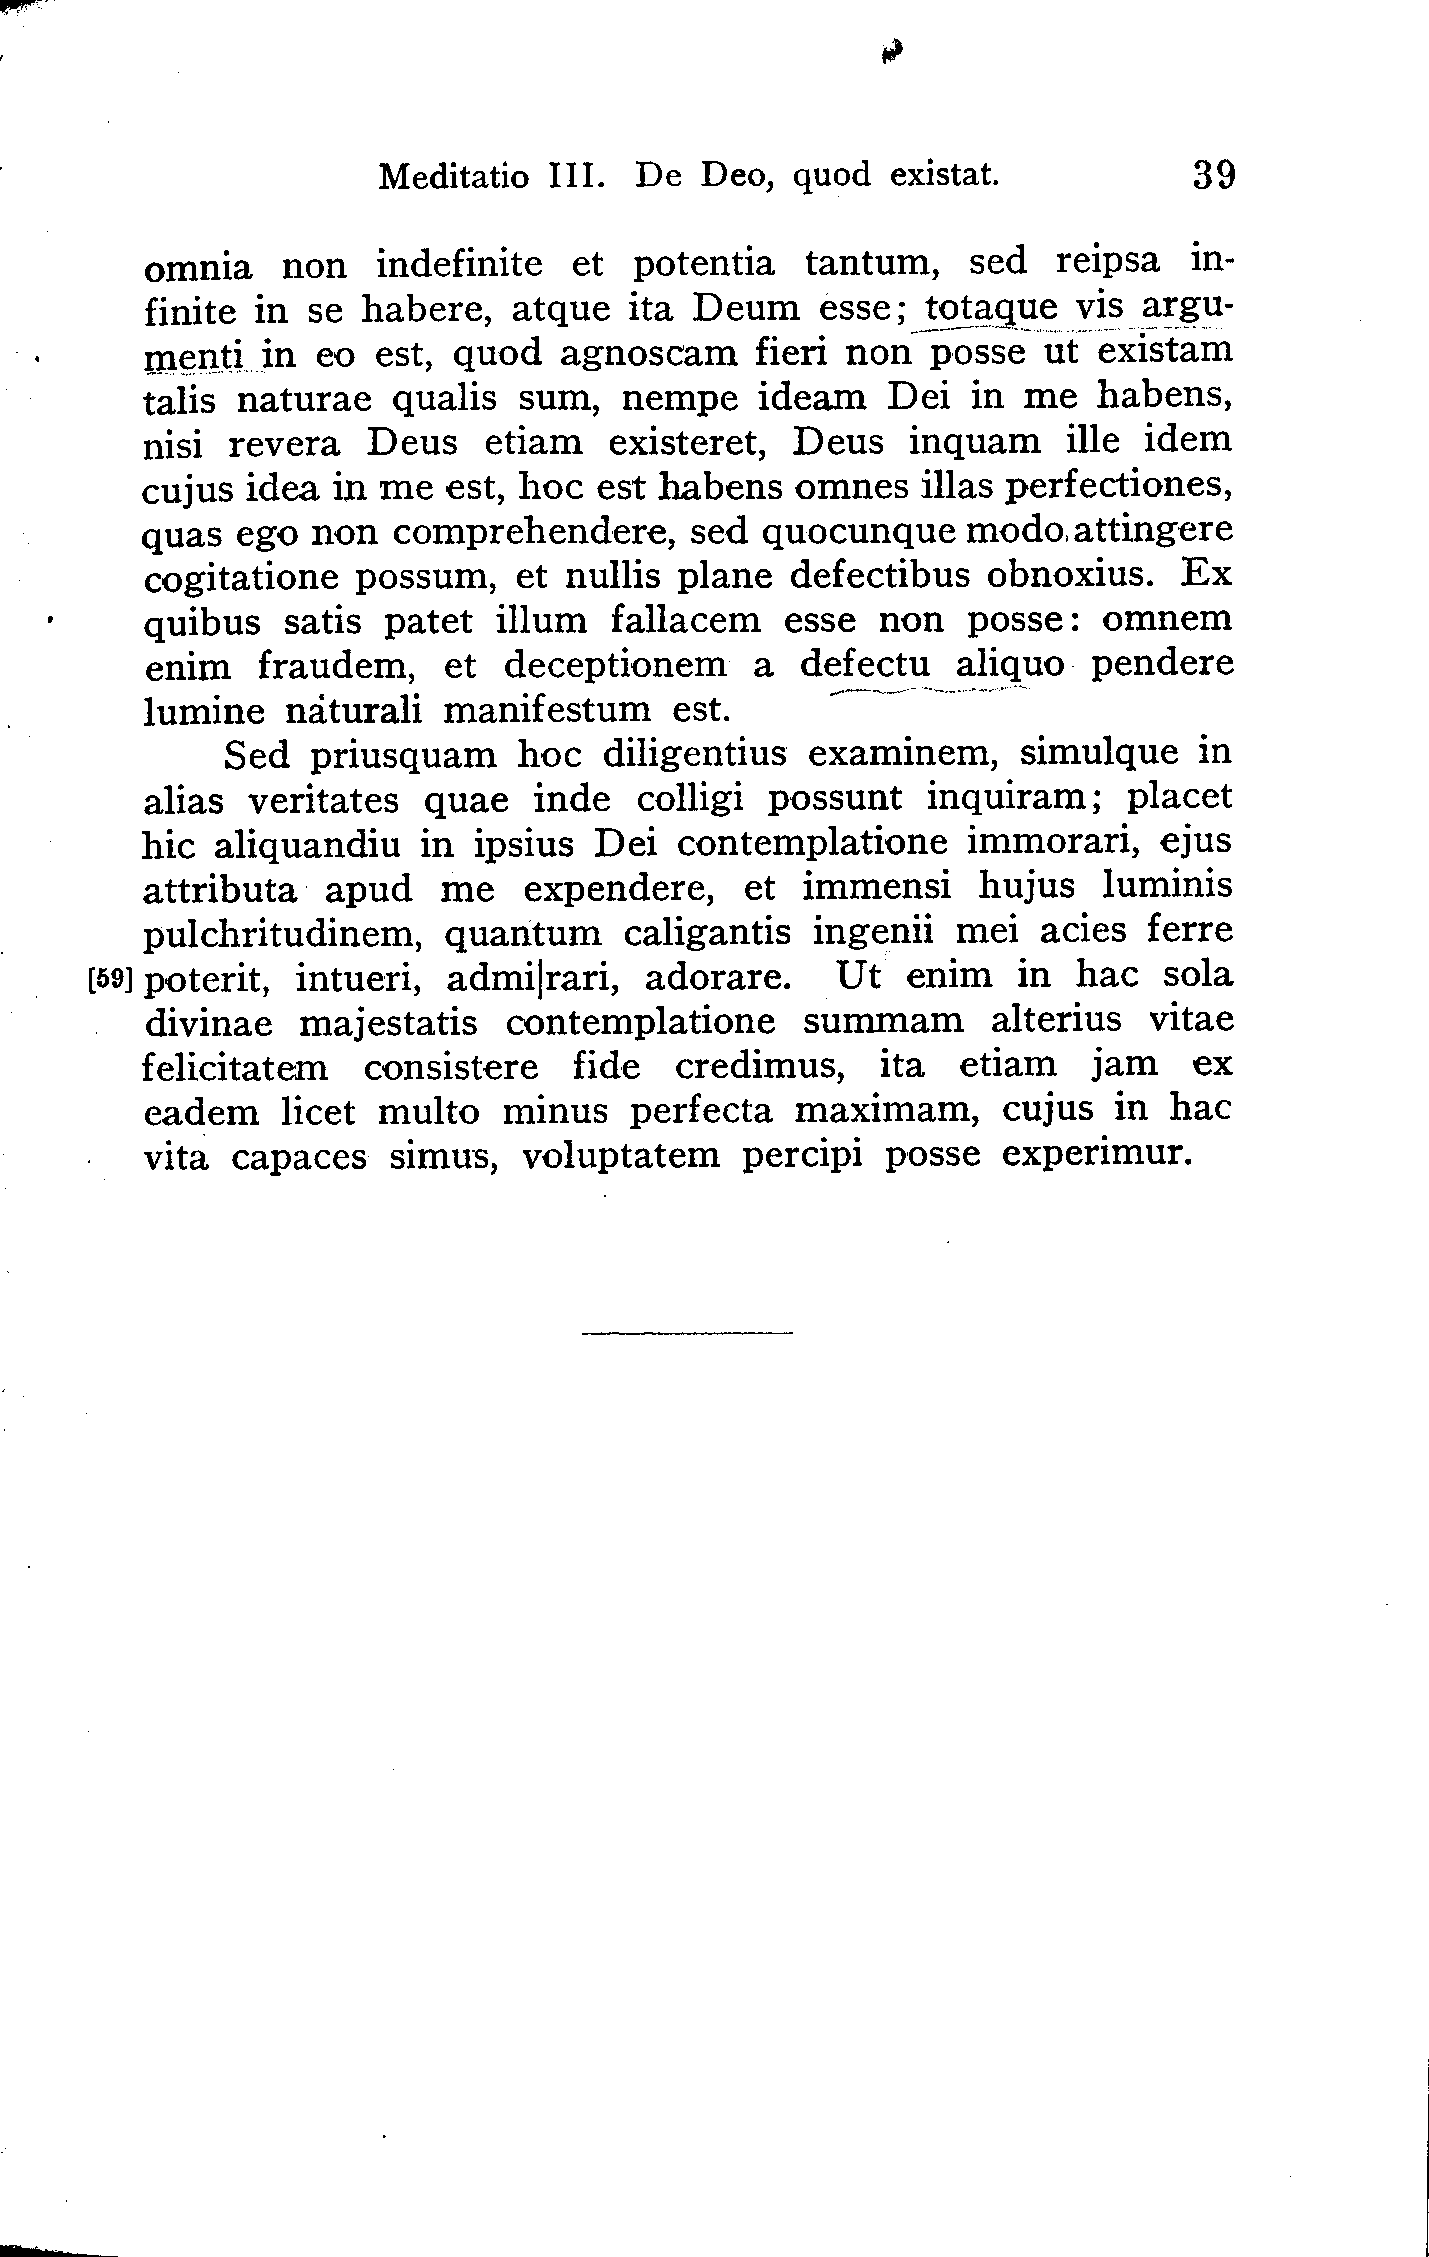 Meditatio III. De Deo, quod existat. 39
omnia non indefinite et potentia tantum, sed reipsa in-
finite in se habere, atque ita Deum esse; totaque vis argu-
menti in eo est, quod agnoscam fieri non posse ut existam
talis naturae qualis sum, nempe ideam Dei in me habens,
nisi revera Deus etiam existeret, Deus inquam ille idem
cujus idea in me est, hoc est habens omnes illas perfectiones,
quas ego non comprehendere, sed quocunque modo attingere
cogitatione possum, et nullis plane defectibus obnoxius. Ex
quibus satis patet illum fallacem esse non posse: omnem
enim fraudem, et deceptionem a defectu aliquo pendere
lumine naturali manifestum est.
Sed priusquam hoc diligentius examinem, simulque in
alias veritates quae inde colligi possunt inquiram; placet
hic aliquandiu in ipsius Dei contemplatione immorari, ejus
attributa apud me expendere, et immensi hujus luminis
pulchritudinem, quantum caligantis ingenii mei acies ferre
[59] poterit, intueri, admi|rari, adorare. Ut enim in hac sola
divinae majestatis contemplatione summam alterius vitae
felicitatem consistere fide credimus, ita etiam jam ex
eadem licet multo minus perfecta maximam, cujus in hac
vita capaces simus, voluptatem percipi posse experimur.